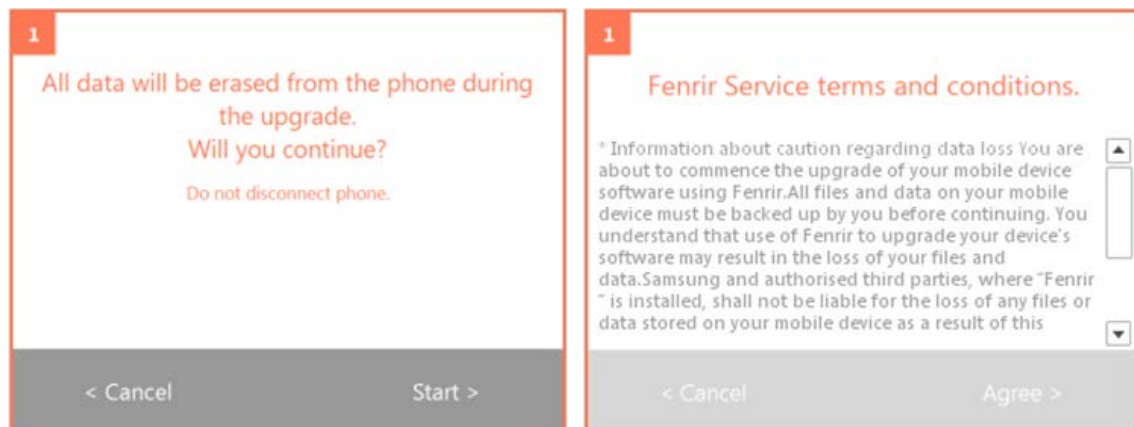 1
All data will be erased from the phone during
the upgrade.
Will you continue?
Do not disconnect phone.
< Cancel
Start >
1
Fenrir Service terms and conditions.
* Information about caution regarding data loss You are
about to commence the upgrade of your mobile device
software using Fenrir.All files and data on your mobile
device must be backed up by you before continuing. You
understand that use of Fenrir to upgrade your device's
software may result in the loss of your files and
data.Samsung and authorised third parties, where "Fenrir
" is installed, shall not be liable for the loss of any files or
data stored on your mobile device as a result of this
< Cancel
Agree >